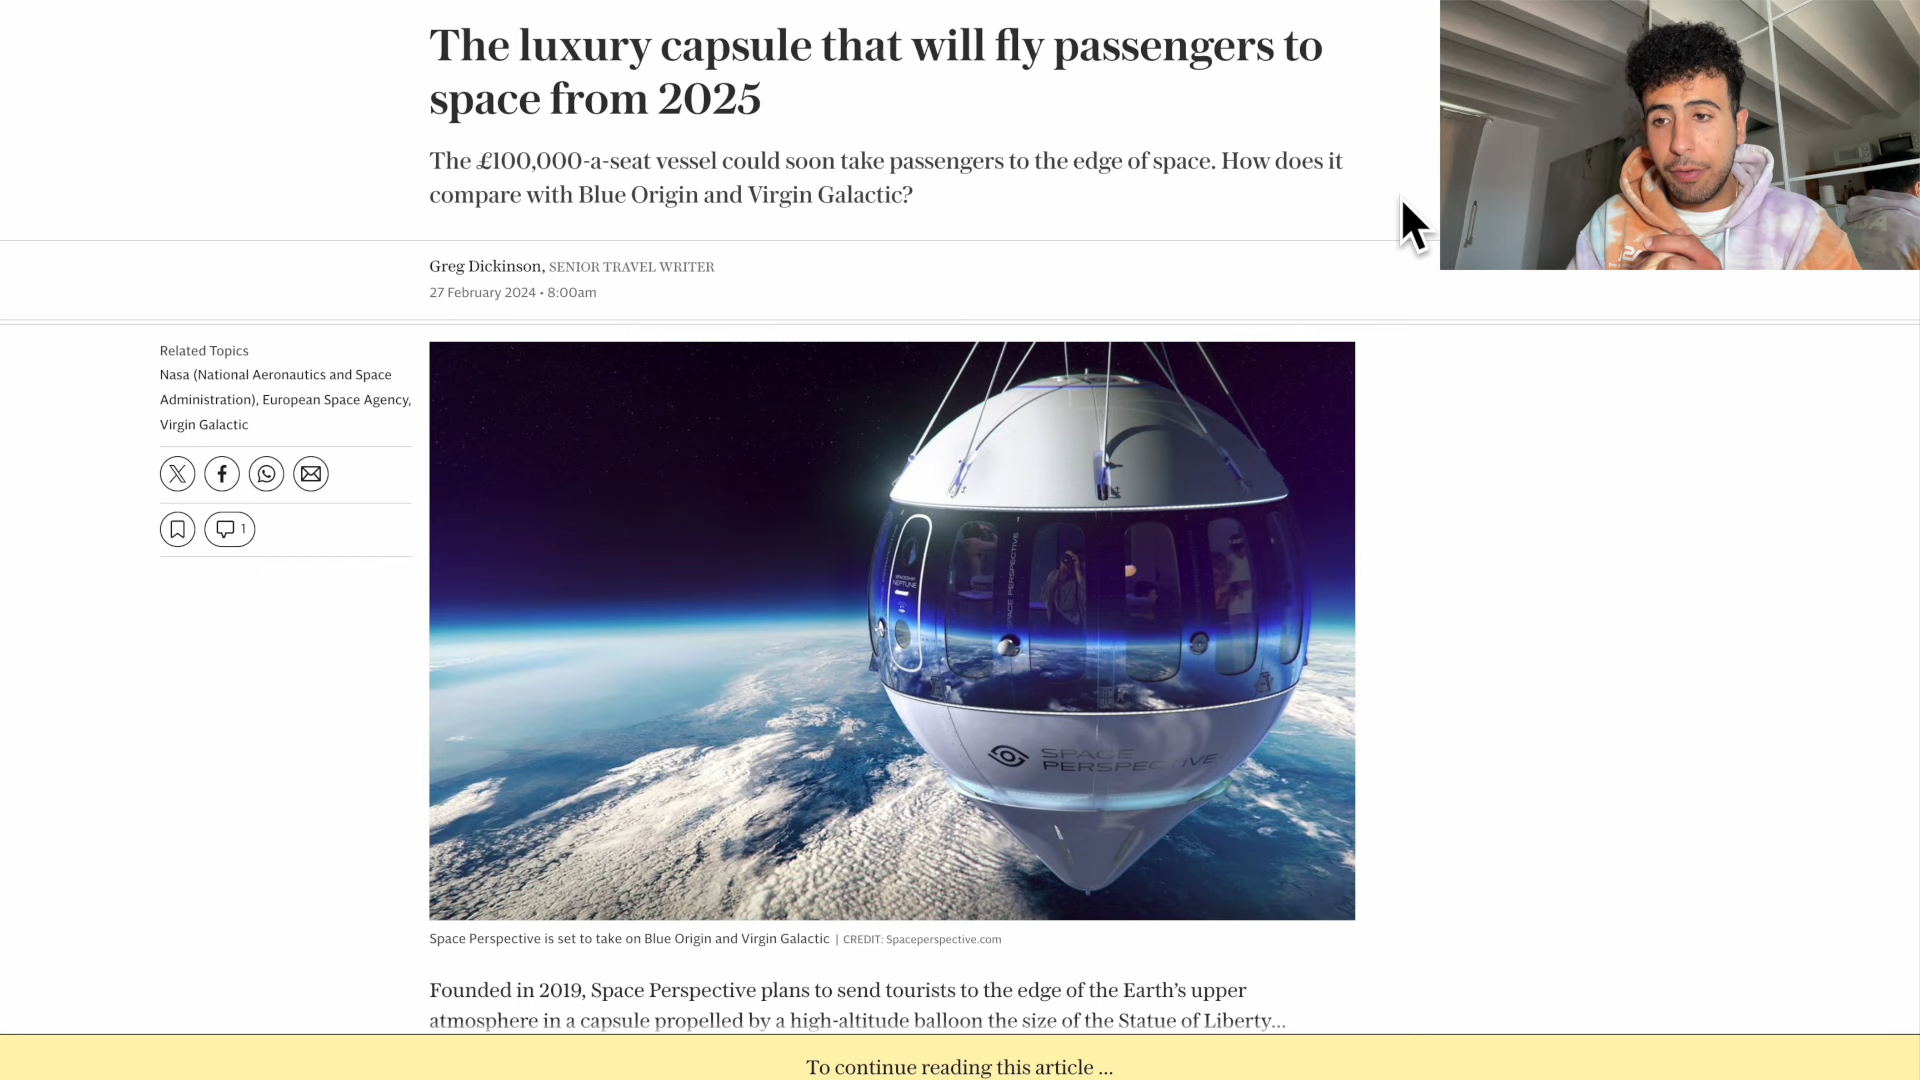 The luxury capsule that will fly passengers to
space from 2025
The £100,000-a-seat vessel could soon take passengers to the edge of space. How does it
compare with Blue Origin and Virgin Galactic?
Greg Dickinson, SENIOR TRAVEL WRITER
27 February 2024 • 8:00am
Related Topics
Nasa (National Aeronautics and Space
Administration), European Space Agency,
Virgin Galactic
1
SPACE PERSPECTIVE
SPACESHIP
NEPTUNE
SPACE
PERSPECTIVE
Space Perspective is set to take on Blue Origin and Virgin Galactic | CREDIT: Spaceperspective.com
Founded in 2019, Space Perspective plans to send tourists to the edge of the Earth’s upper
atmosphere in a capsule propelled by a high-altitude balloon the size of the Statue of Liberty...
To continue reading this article ...